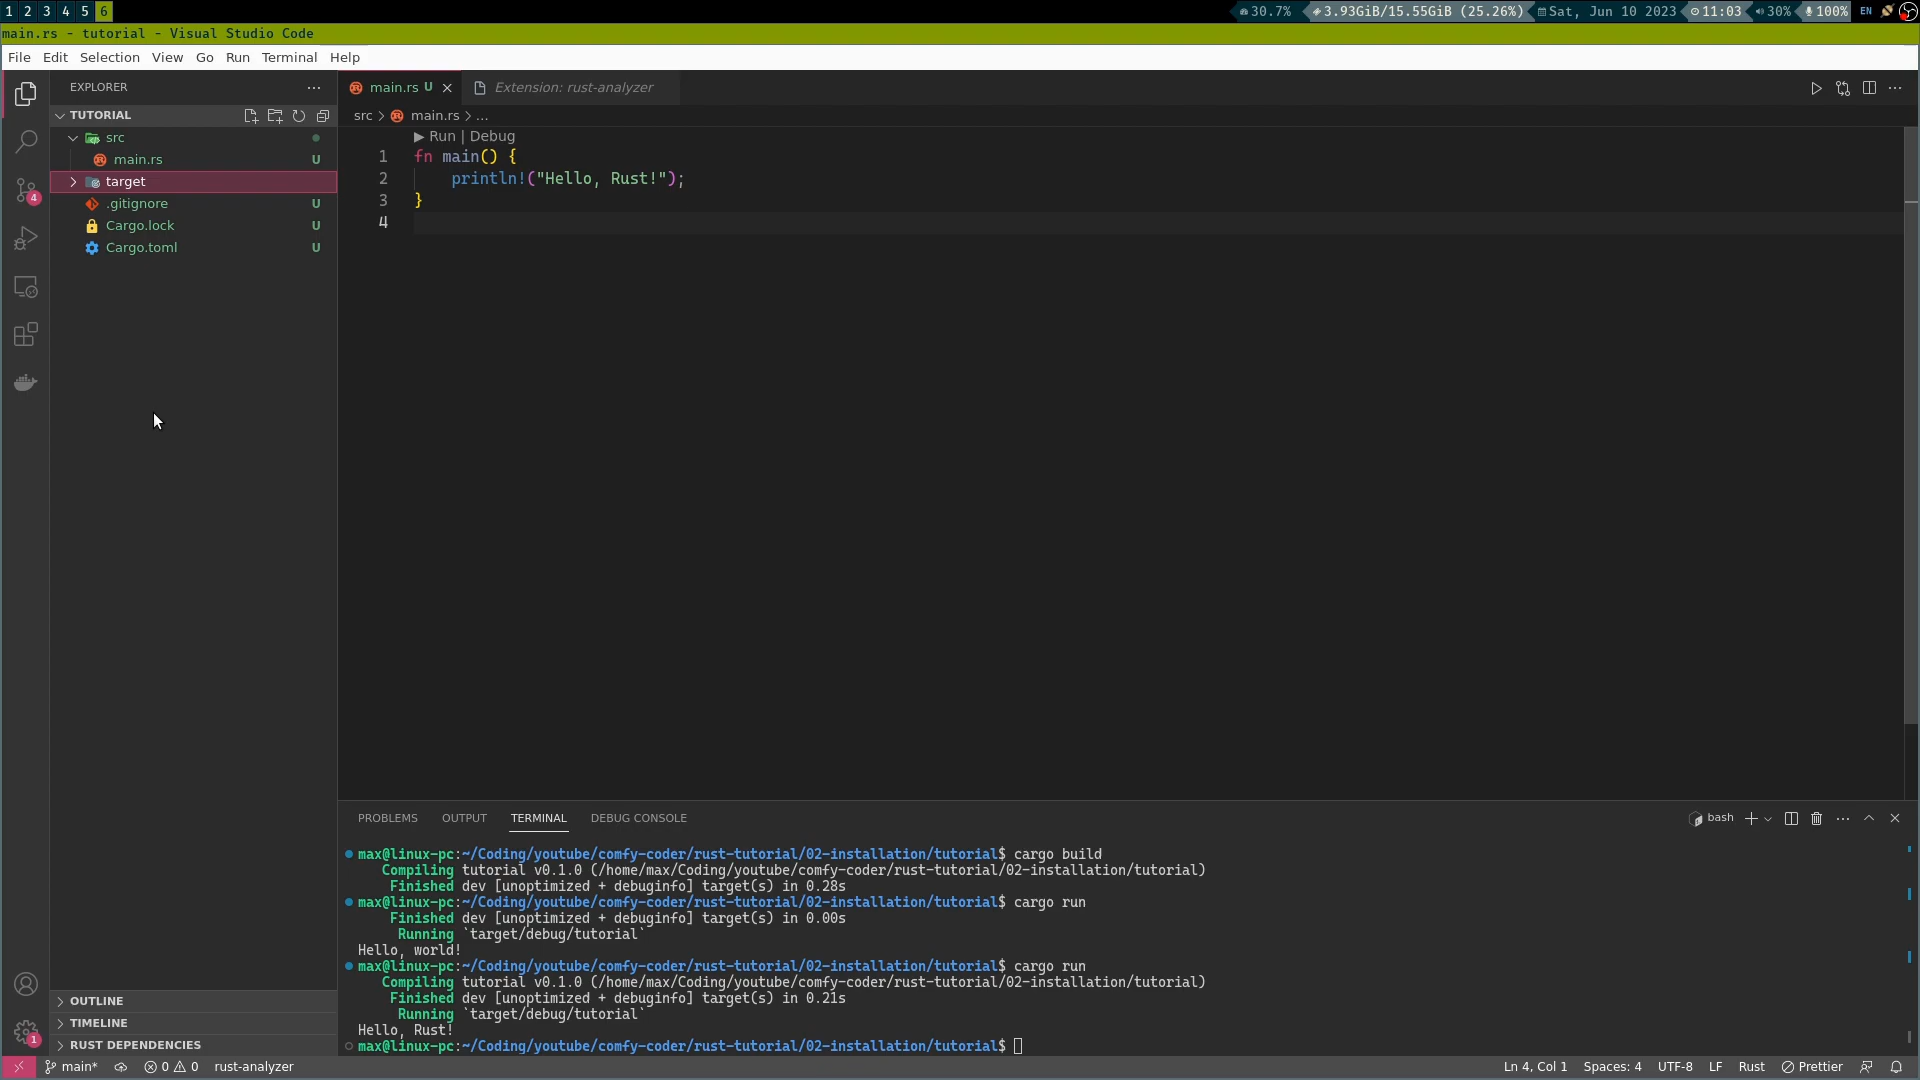 1 2 3 4 5 6
30.7% 3.93GiB/15.55GiB (25.26%) Sat, Jun 10 2023 11:03 30% 100% EN
main.rs - tutorial - Visual Studio Code
File Edit Selection View Go Run Terminal Help
EXPLORER
TUTORIAL
src
main.rs U
target
.gitignore U
Cargo.lock U
Cargo.toml U
4
OUTLINE
TIMELINE
RUST DEPENDENCIES
1
main.rs U
Extension: rust-analyzer
src > main.rs > ...
Run | Debug
1 fn main() {
2 println!("Hello, Rust!");
3 }
4
PROBLEMS OUTPUT TERMINAL DEBUG CONSOLE
bash
max@linux-pc:~/Coding/youtube/comfy-coder/rust-tutorial/02-installation/tutorial$ cargo build
Compiling tutorial v0.1.0 (/home/max/Coding/youtube/comfy-coder/rust-tutorial/02-installation/tutorial)
Finished dev [unoptimized + debuginfo] target(s) in 0.28s
max@linux-pc:~/Coding/youtube/comfy-coder/rust-tutorial/02-installation/tutorial$ cargo run
Finished dev [unoptimized + debuginfo] target(s) in 0.00s
Running `target/debug/tutorial`
Hello, world!
max@linux-pc:~/Coding/youtube/comfy-coder/rust-tutorial/02-installation/tutorial$ cargo run
Compiling tutorial v0.1.0 (/home/max/Coding/youtube/comfy-coder/rust-tutorial/02-installation/tutorial)
Finished dev [unoptimized + debuginfo] target(s) in 0.21s
Running `target/debug/tutorial`
Hello, Rust!
max@linux-pc:~/Coding/youtube/comfy-coder/rust-tutorial/02-installation/tutorial$
main* 0 0 rust-analyzer
Ln 4, Col 1 Spaces: 4 UTF-8 LF Rust Prettier